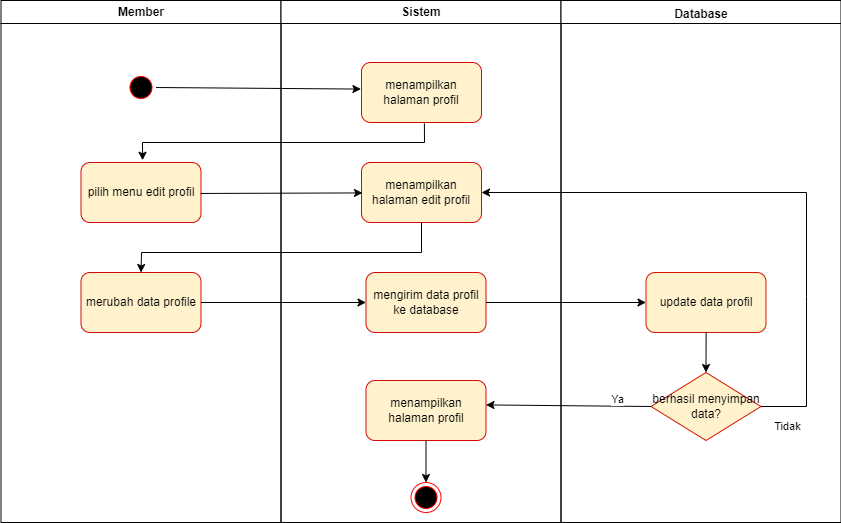 Member
Sistem
Database
menampilkan
halaman profil
pilih menu edit profil
menampilkan
halaman edit profil
merubah data profile
mengirim data profil
ke database
update data profil
menampilkan
halaman profil
Ya
berhasil menyimpan
data?
Tidak